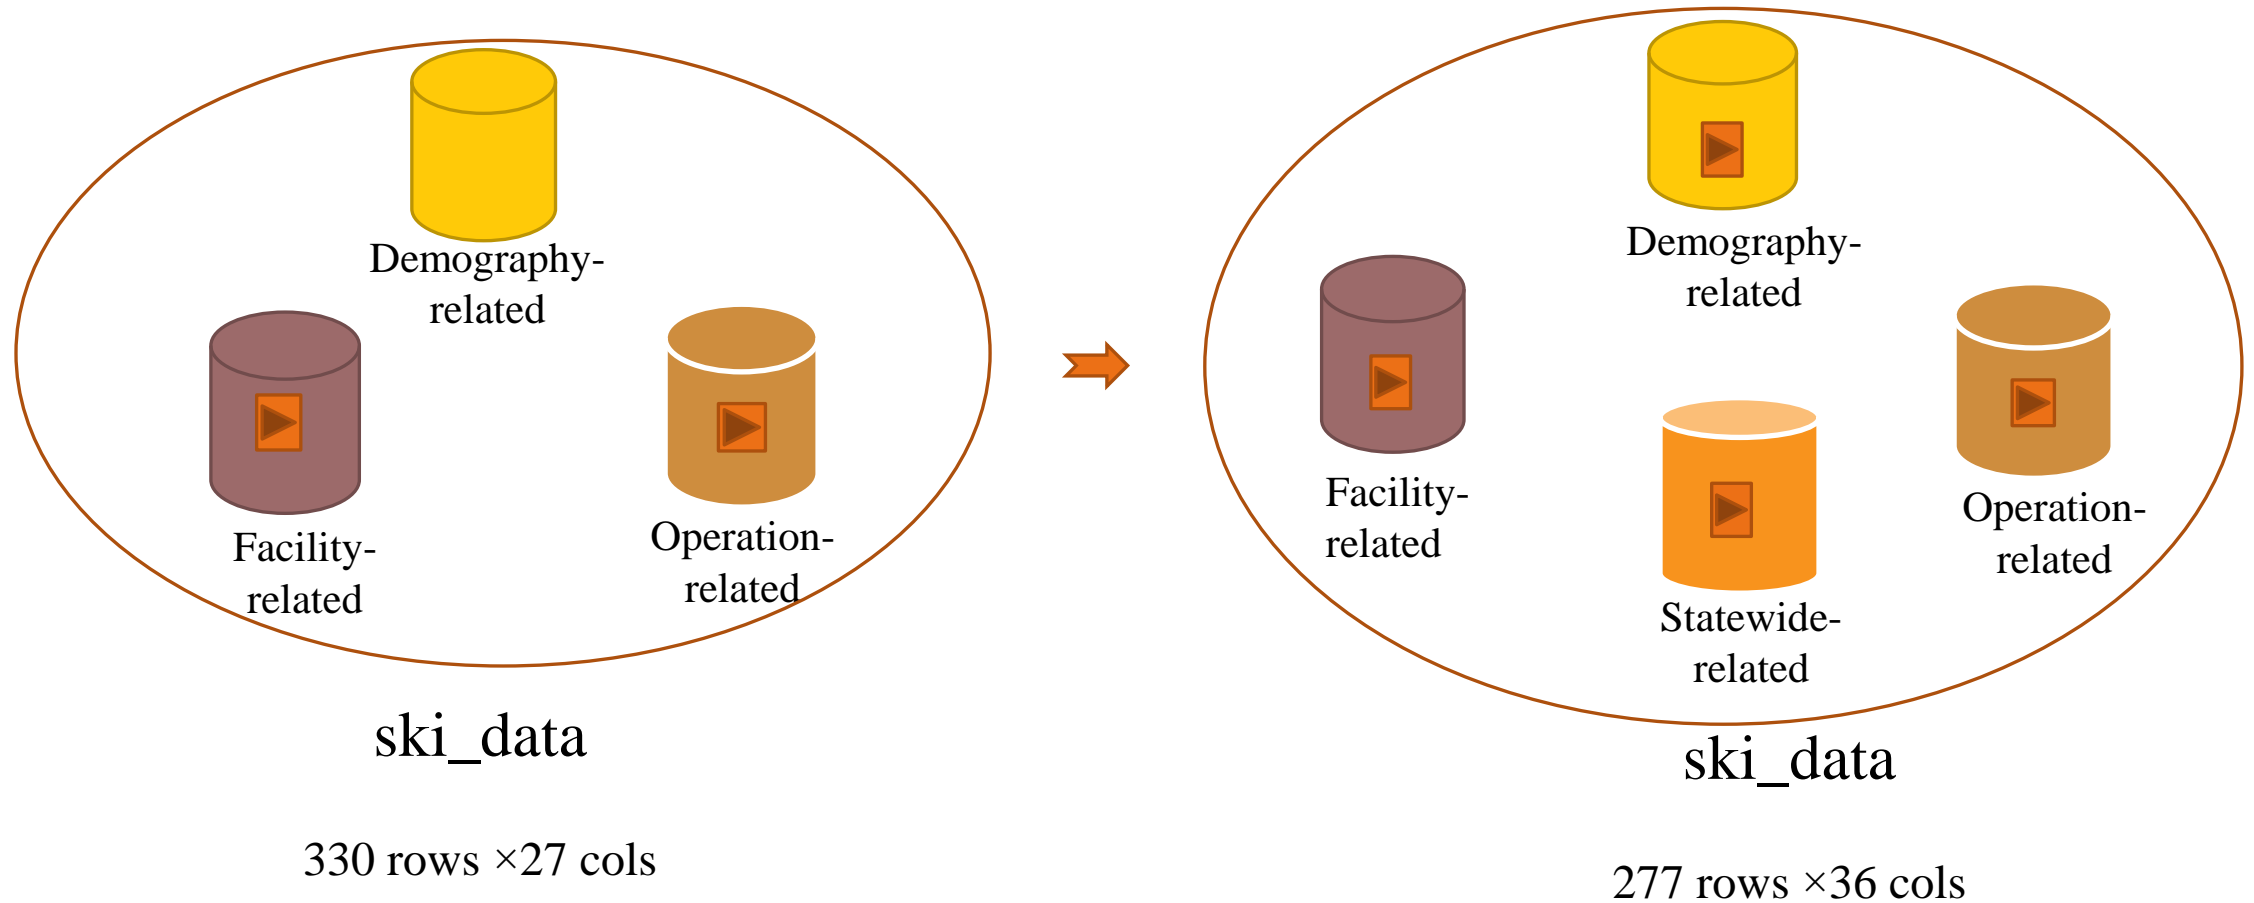 Demography-
related
Facility-
related
Operation-
related
ski_data
330 rows ×27 cols
Demography-
related
Facility-
related
Operation-
related
Statewide-
related
ski_data
277 rows ×36 cols